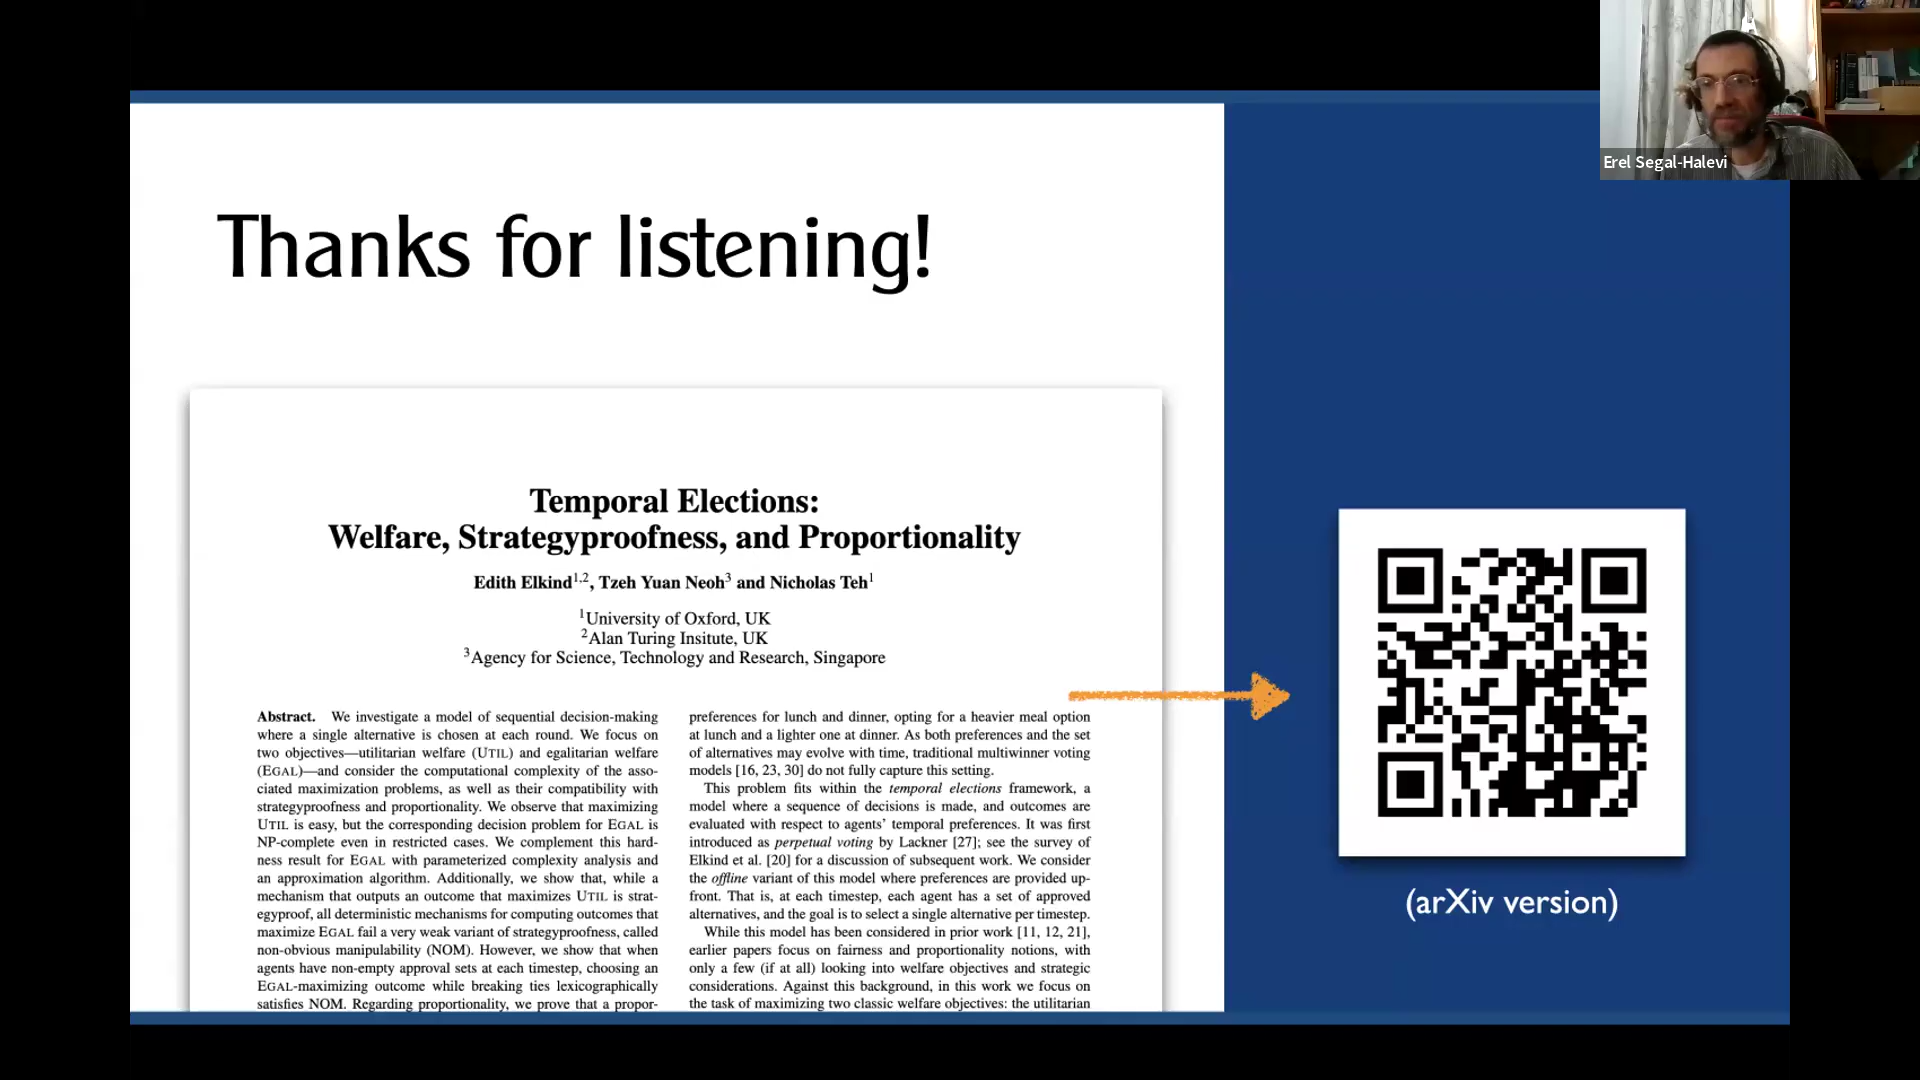 Erel Segal-Halevi
Thanks for listening!
Temporal Elections:
Welfare, Strategyproofness, and Proportionality
Edith Elkind1,2, Tzeh Yuan Neoh3 and Nicholas Teh1
1University of Oxford, UK
2Alan Turing Insitute, UK
3Agency for Science, Technology and Research, Singapore
Abstract. We investigate a model of sequential decision-making
where a single alternative is chosen at each round. We focus on
two objectives—utilitarian welfare (UTIL) and egalitarian welfare
(EGAL)—and consider the computational complexity of the asso-
ciated maximization problems, as well as their compatibility with
strategyproofness and proportionality. We observe that maximizing
UTIL is easy, but the corresponding decision problem for EGAL is
NP-complete even in restricted cases. We complement this hard-
ness result for EGAL with parameterized complexity analysis and
an approximation algorithm. Additionally, we show that, while a
mechanism that outputs an outcome that maximizes UTIL is strat-
egyproof, all deterministic mechanisms for computing outcomes that
maximize EGAL fail a very weak variant of strategyproofness, called
non-obvious manipulability (NOM). However, we show that when
agents have non-empty approval sets at each timestep, choosing an
EGAL-maximizing outcome while breaking ties lexicographically
satisfies NOM. Regarding proportionality, we prove that a propor-
preferences for lunch and dinner, opting for a heavier meal option
at lunch and a lighter one at dinner. As both preferences and the set
of alternatives may evolve with time, traditional multiwinner voting
models [16, 23, 30] do not fully capture this setting.
This problem fits within the temporal elections framework, a
model where a sequence of decisions is made, and outcomes are
evaluated with respect to agents' temporal preferences. It was first
introduced as perpetual voting by Lackner [27]; see the survey of
Elkind et al. [20] for a discussion of subsequent work. We consider
the offline variant of this model where preferences are provided up-
front. That is, at each timestep, each agent has a set of approved
alternatives, and the goal is to select a single alternative per timestep.
While this model has been considered in prior work [11, 12, 21],
earlier papers focus on fairness and proportionality notions, with
only a few (if at all) looking into welfare objectives and strategic
considerations. Against this background, in this work we focus on
the task of maximizing two classic welfare objectives: the utilitarian
(arXiv version)